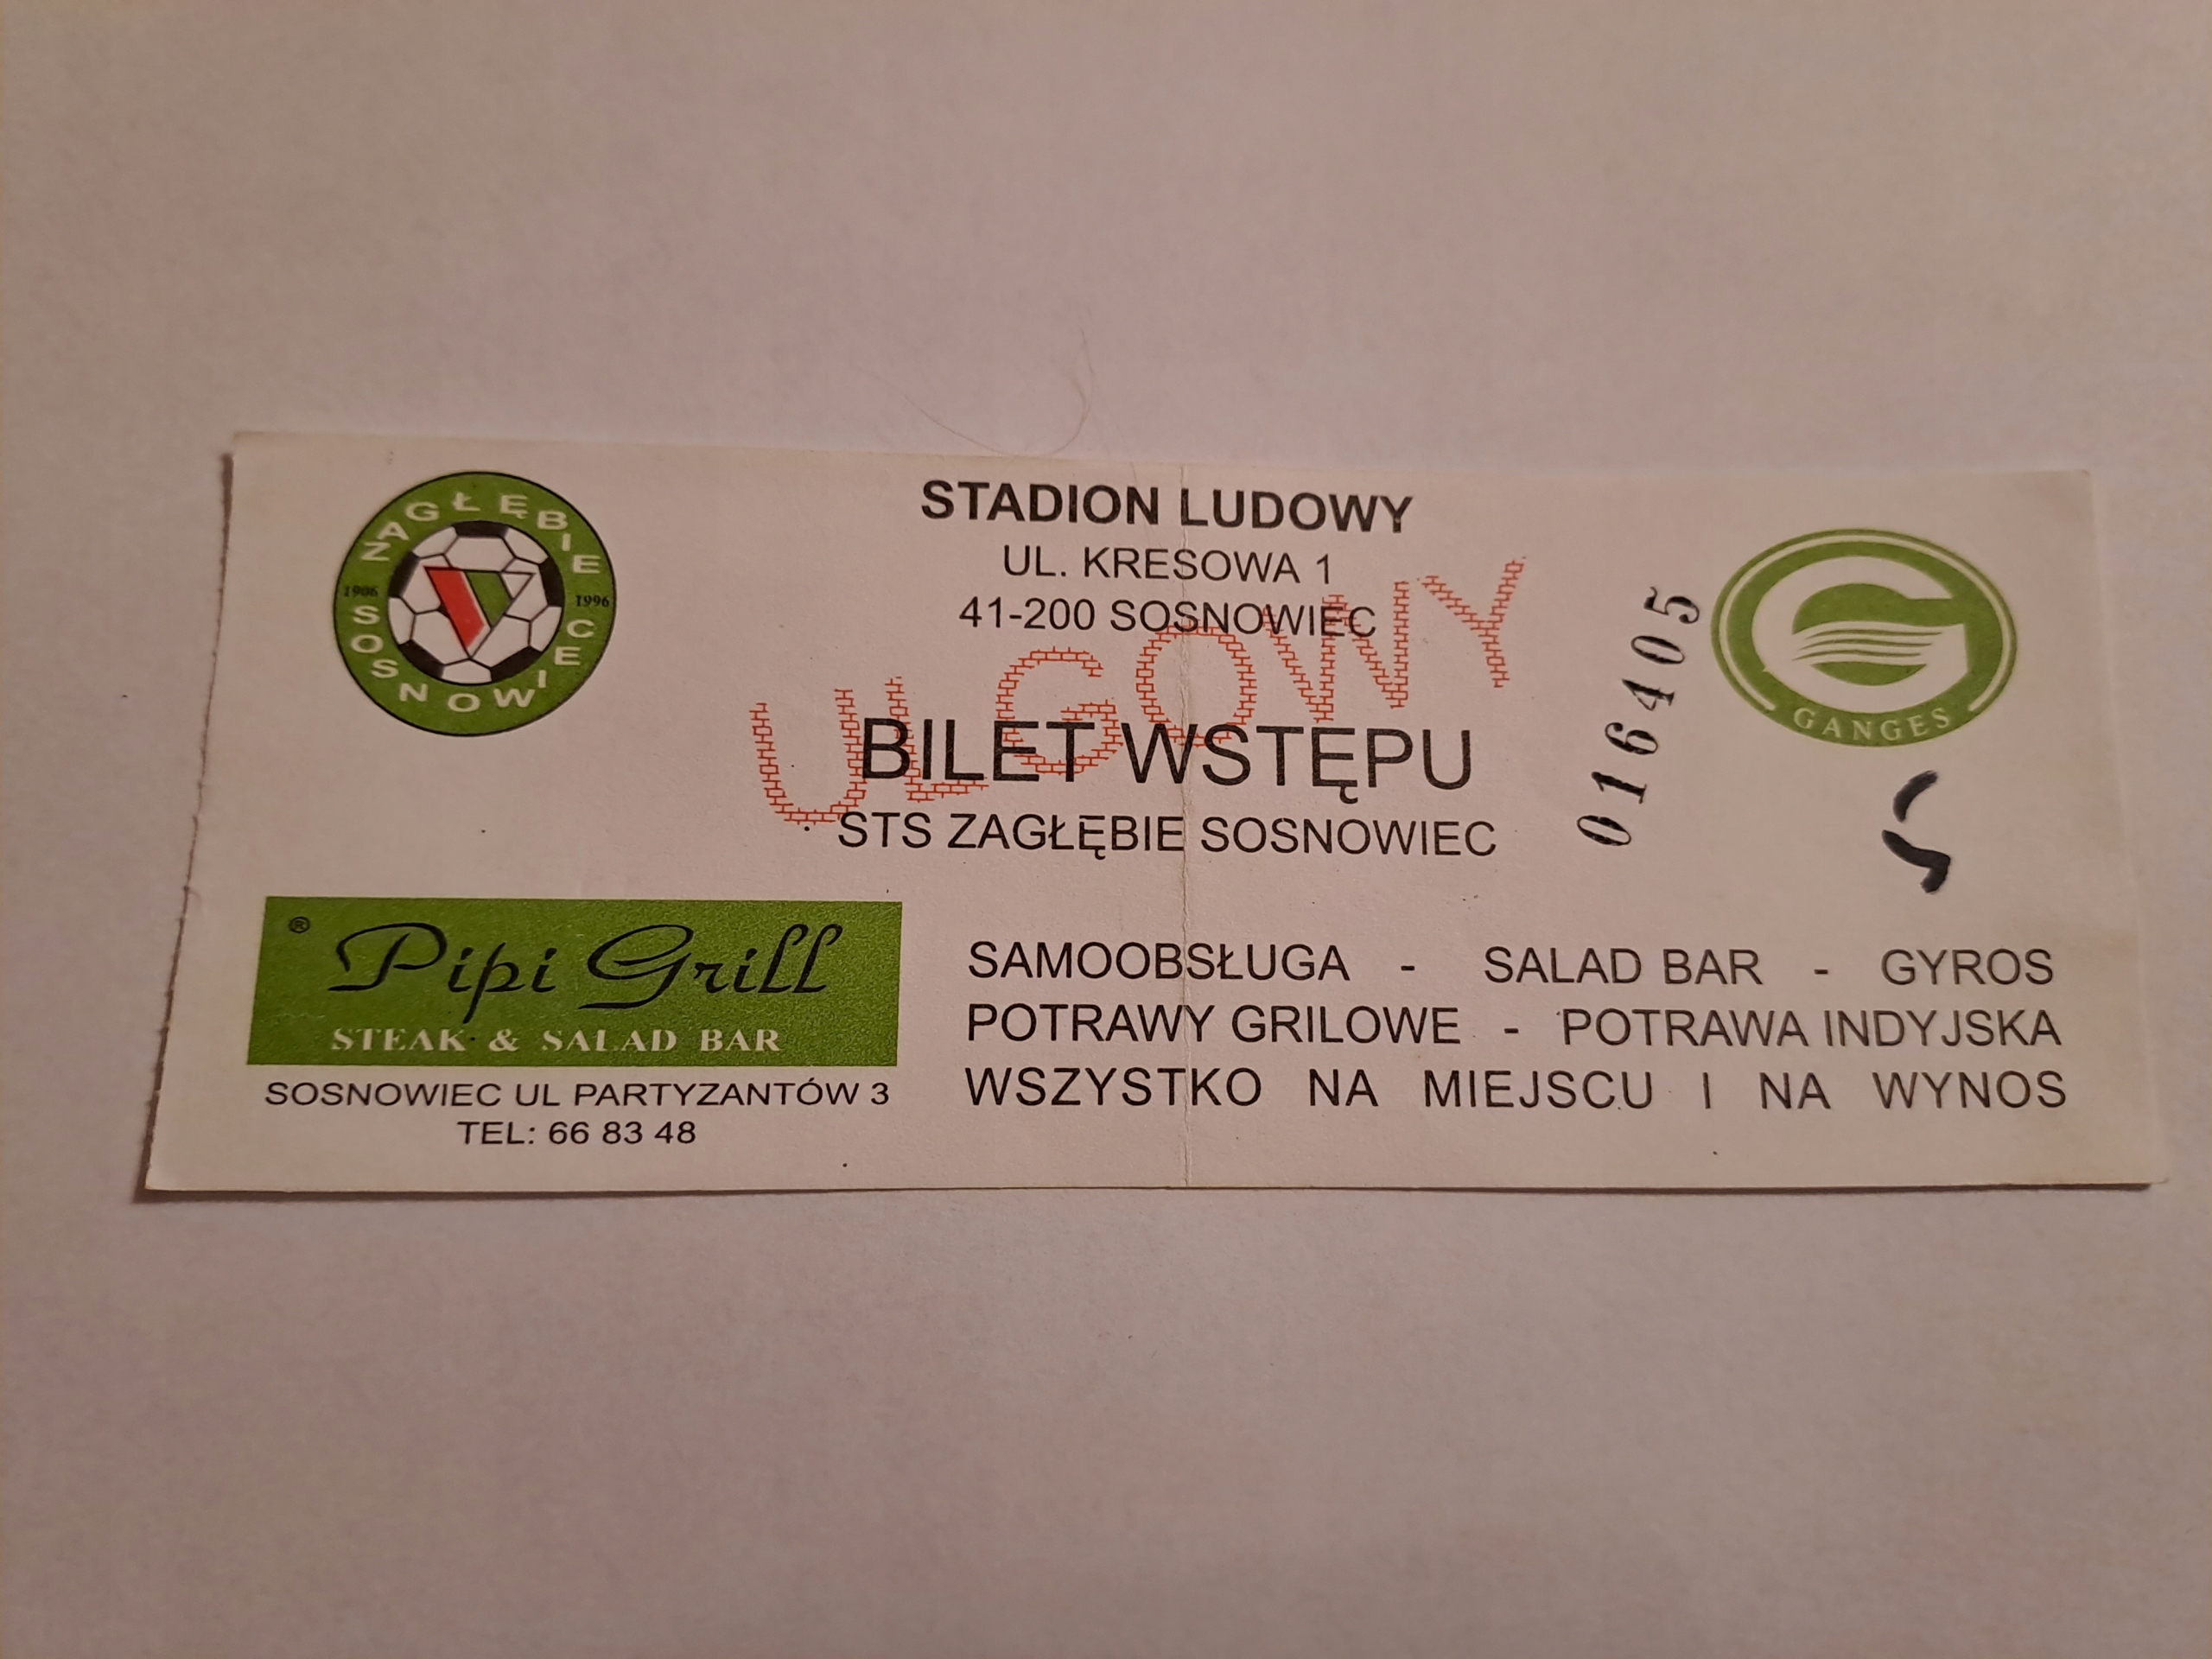 ZAGŁĘBIE
1906 1996
SOSNOWIECE
STADION LUDOWY
UL. KRESOWA 1
41-200 SOSNOWIEC
ULGOWY
BILET WSTĘPU
STS ZAGŁĘBIE SOSNOWIEC
016405
GANGES
® Pipi Grill
STEAK & SALAD BAR
SOSNOWIEC UL PARTYZANTÓW 3
TEL: 66 83 48
SAMOOBSŁUGA - SALAD BAR - GYROS
POTRAWY GRILOWE - POTRAWA INDYJSKA
WSZYSTKO NA MIEJSCU I NA WYNOS